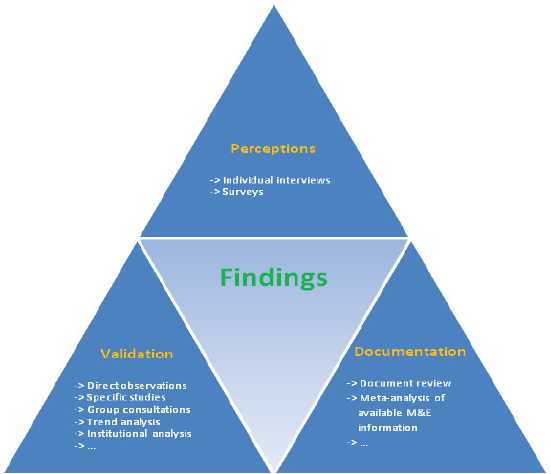 Perceptions
-> Individual interviews
-> Surveys
Findings
Validation
-> Direct observations
-> Specific studies
-> Group consultations
-> Trend analysis
-> Institutional analysis
-> ...
Documentation
-> Document review
-> Meta-analysis of
available M&E
information
-> ...